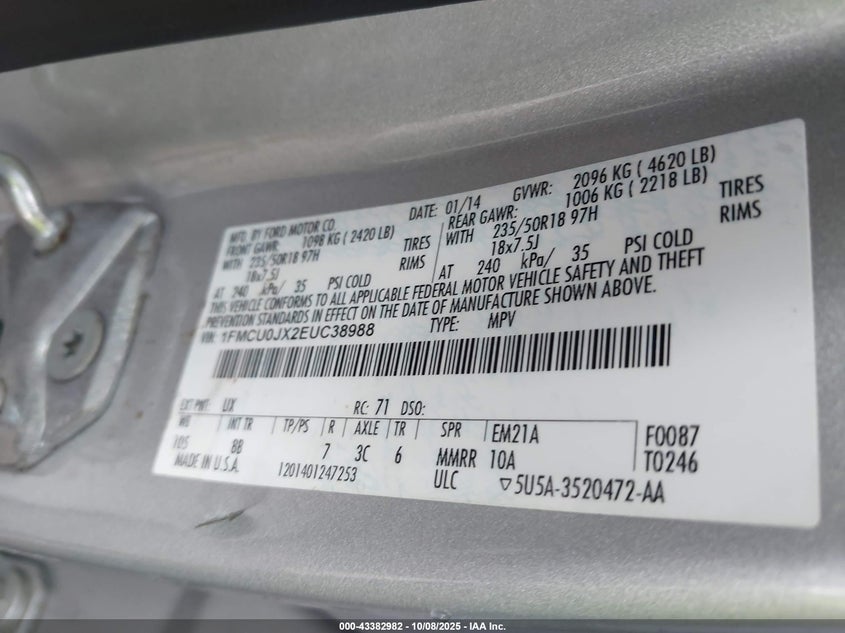 MFD. BY FORD MOTOR CO.
DATE: 01/14
GVWR: 2096 KG ( 4620 LB)
FRONT GAWR: 1098 KG ( 2420 LB)
REAR GAWR: 1006 KG ( 2218 LB)
WITH 235/50R18 97H TIRES
WITH 235/50R18 97H TIRES
18x7.5J RIMS
18x7.5J RIMS
AT 240 kPa/ 35 PSI COLD
AT 240 kPa/ 35 PSI COLD
THIS VEHICLE CONFORMS TO ALL APPLICABLE FEDERAL MOTOR VEHICLE SAFETY AND THEFT
PREVENTION STANDARDS IN EFFECT ON THE DATE OF MANUFACTURE SHOWN ABOVE.
VIN: 1FMCU0JX2EUC38988 TYPE: MPV
EXT PNT: UX RC: 71 DSO:
WB INT TR TP/PS R AXLE TR SPR EM21A F0087
105 BB 7 3C 6 MMRR 10A T0246
MADE IN U.S.A. 1201401247253 ULC ▽5U5A-3520472-AA
000-43382982 - 10/08/2025 - IAA Inc.